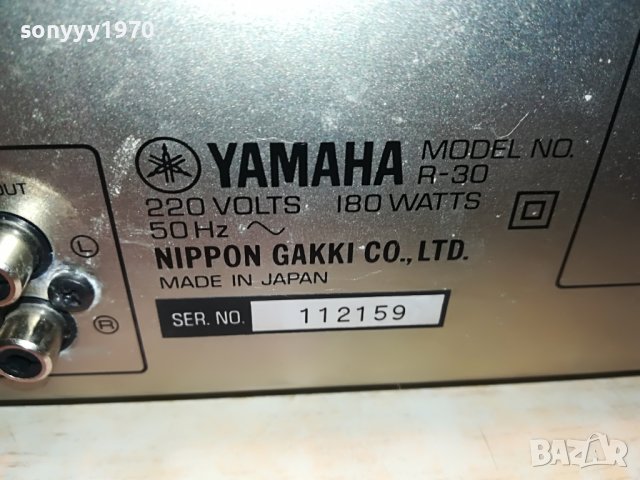 sonyyy1970
OUT
L
R
YAMAHA MODEL NO. R-30
220 VOLTS 180 WATTS
50 Hz ~
NIPPON GAKKI CO., LTD.
MADE IN JAPAN
SER. NO. 112159
BAZAR